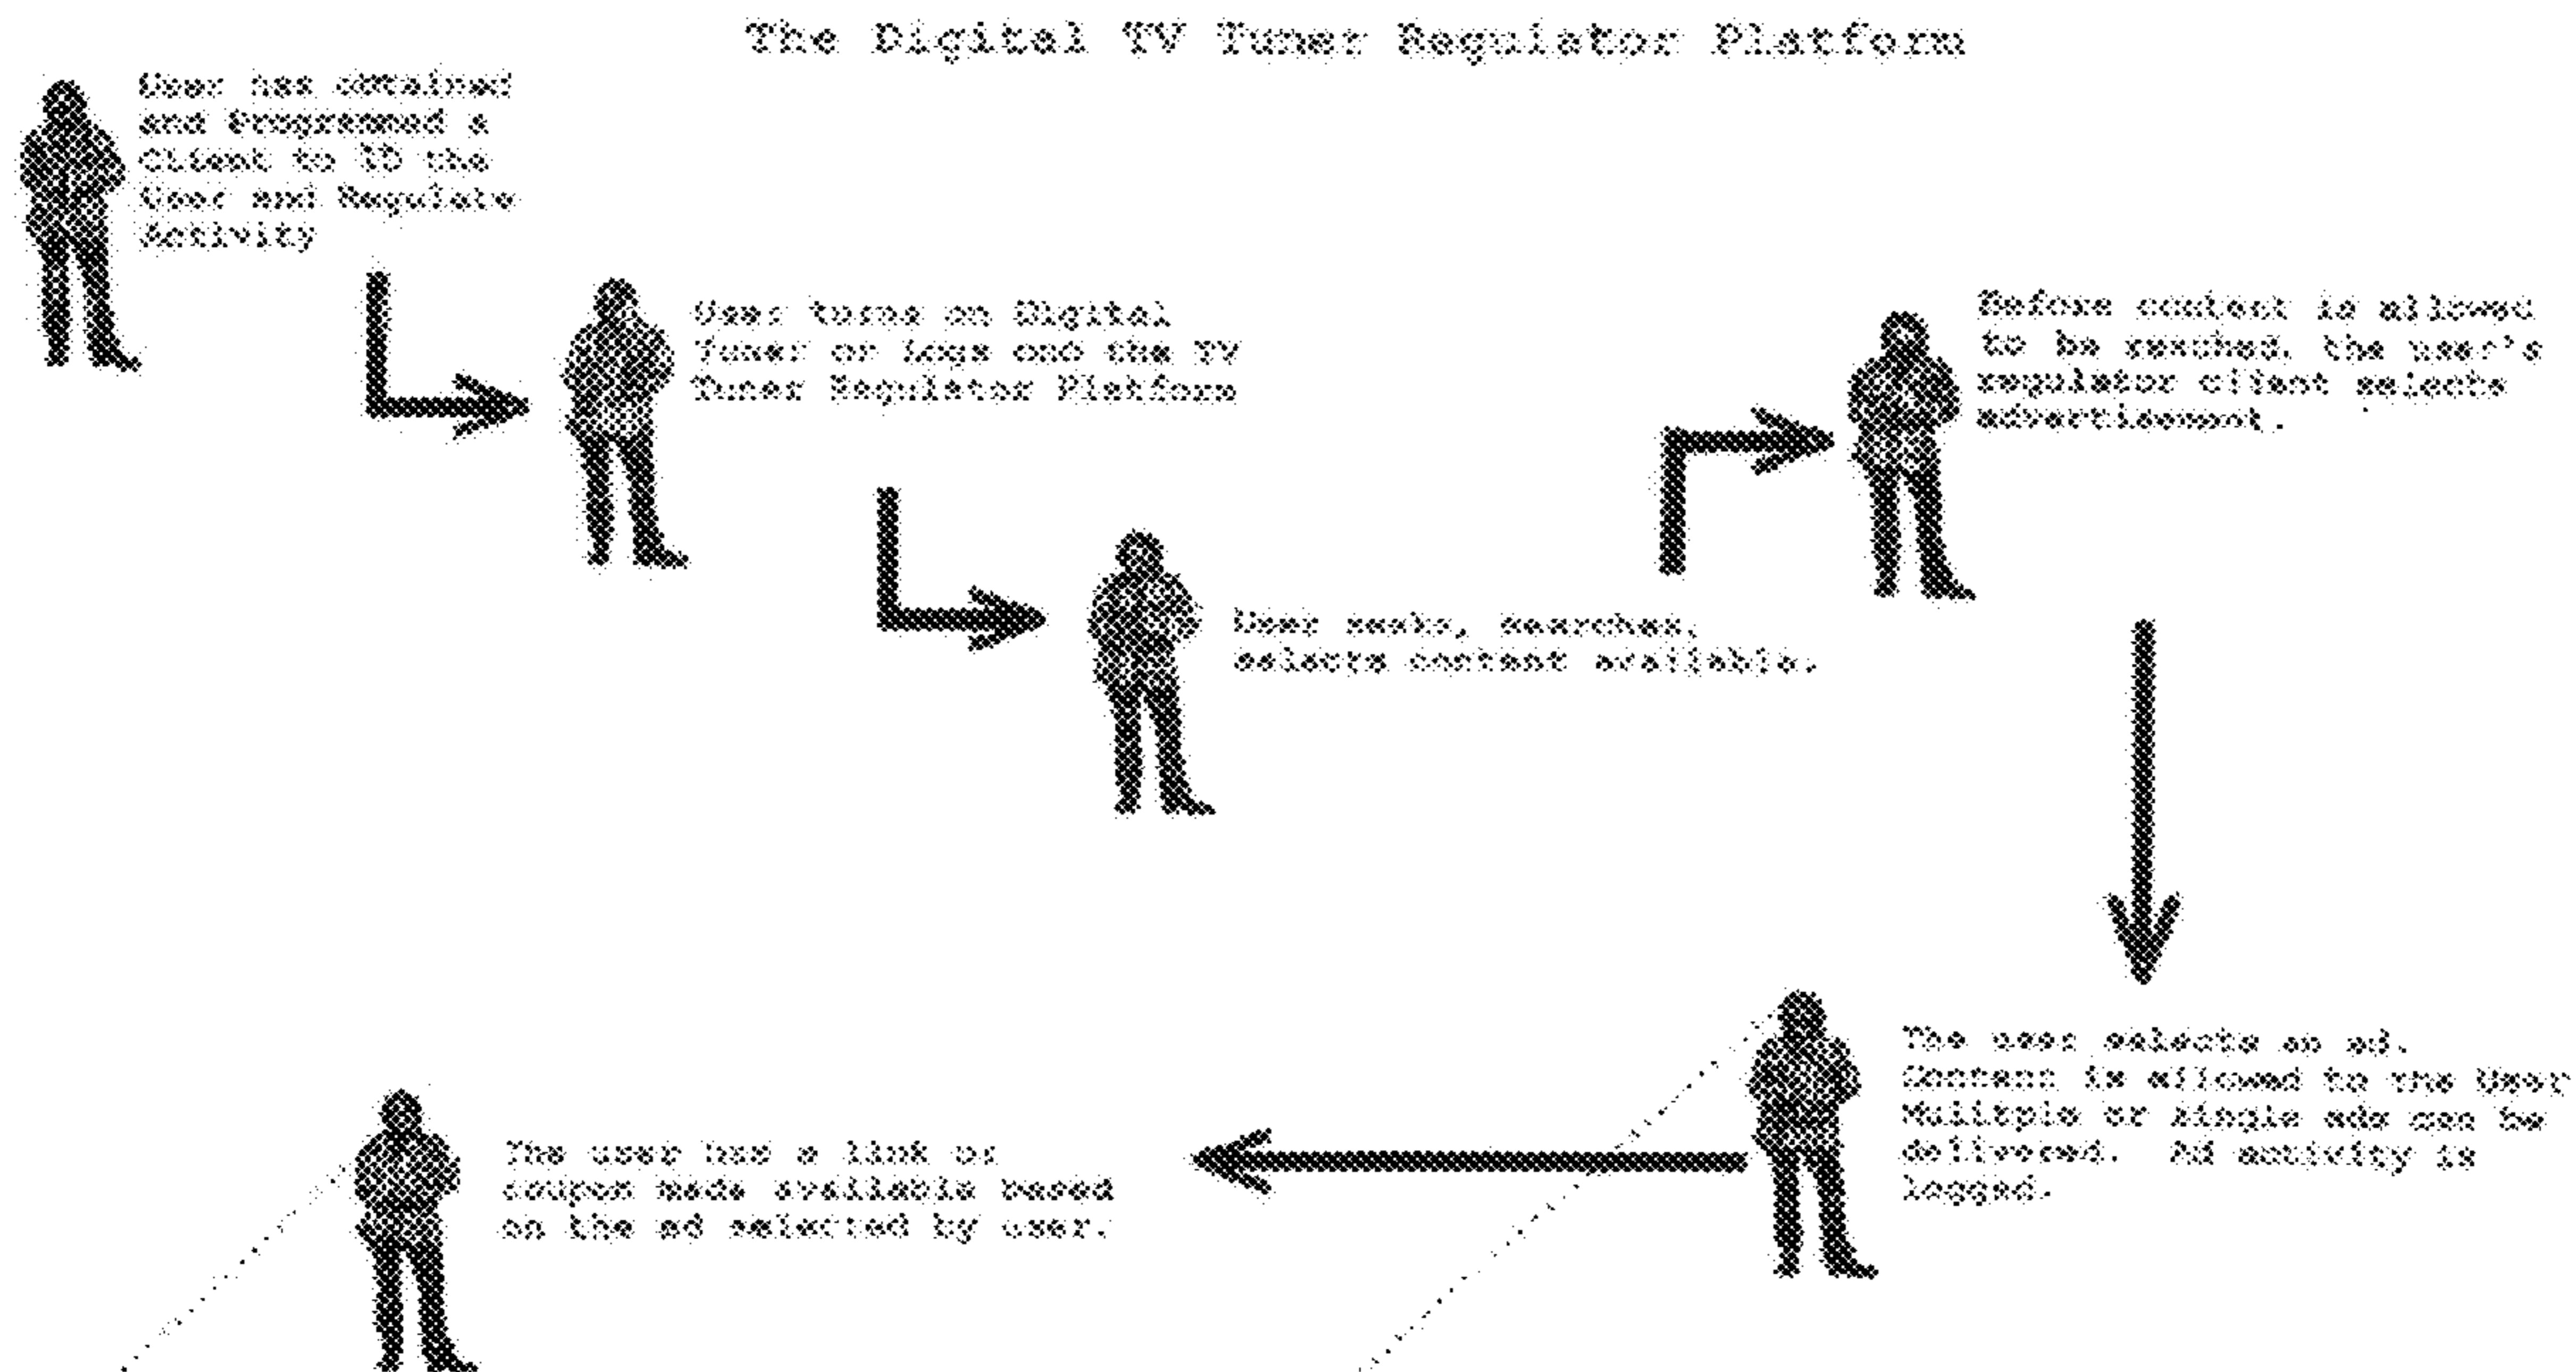 The Digital TV Tuner Regulator Platform
User has obtained
and Programmed a
Client to ID the
User and Regulate
Activity
User turns on Digital
Tuner or Logs ono the TV
Tuner Regulator Platform
User seeks, searches,
selects content available.
Before content is allowed
to be reached, the user's
regulator client selects
advertisement.
The user selects an ad.
Content is allowed to the User
Mulitple or single ads can be
delivered. Ad activity is
logged.
The user has a link or
coupon made available based
on the ad selected by user.